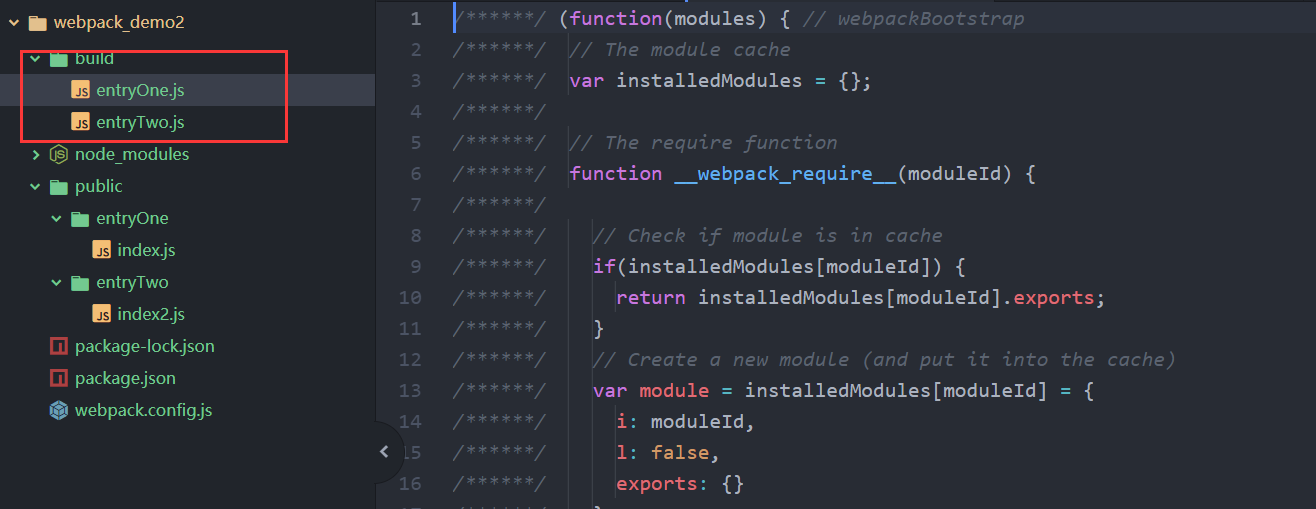 webpack_demo2
build
entryOne.js
entryTwo.js
node_modules
public
entryOne
index.js
entryTwo
index2.js
package-lock.json
package.json
webpack.config.js
1 /******/ (function(modules) { // webpackBootstrap
2 /******/ // The module cache
3 /******/ var installedModules = {};
4 /******/
5 /******/ // The require function
6 /******/ function __webpack_require__(moduleId) {
7 /******/
8 /******/ // Check if module is in cache
9 /******/ if(installedModules[moduleId]) {
10 /******/ return installedModules[moduleId].exports;
11 /******/ }
12 /******/ // Create a new module (and put it into the cache)
13 /******/ var module = installedModules[moduleId] = {
14 /******/ i: moduleId,
15 /******/ l: false,
16 /******/ exports: {}